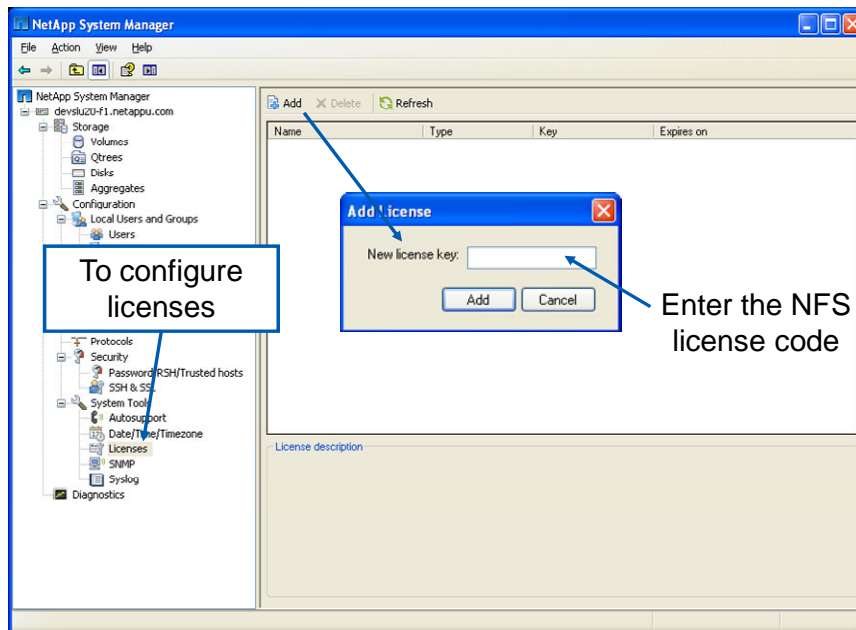 NetApp System Manager
File Action View Help
NetApp System Manager
devslu20-f1.netappu.com
Storage
Volumes
Qtrees
Disks
Aggregates
Configuration
Local Users and Groups
Users
Protocols
Security
Password/RSH/Trusted hosts
SSH & SSL
System Tools
Autosupport
Date/Time/Timezone
Licenses
SNMP
Syslog
Diagnostics
To configure
licenses
Add Delete Refresh
Name Type Key Expires on
Add License
New license key:
Add Cancel
Enter the NFS
license code
License description